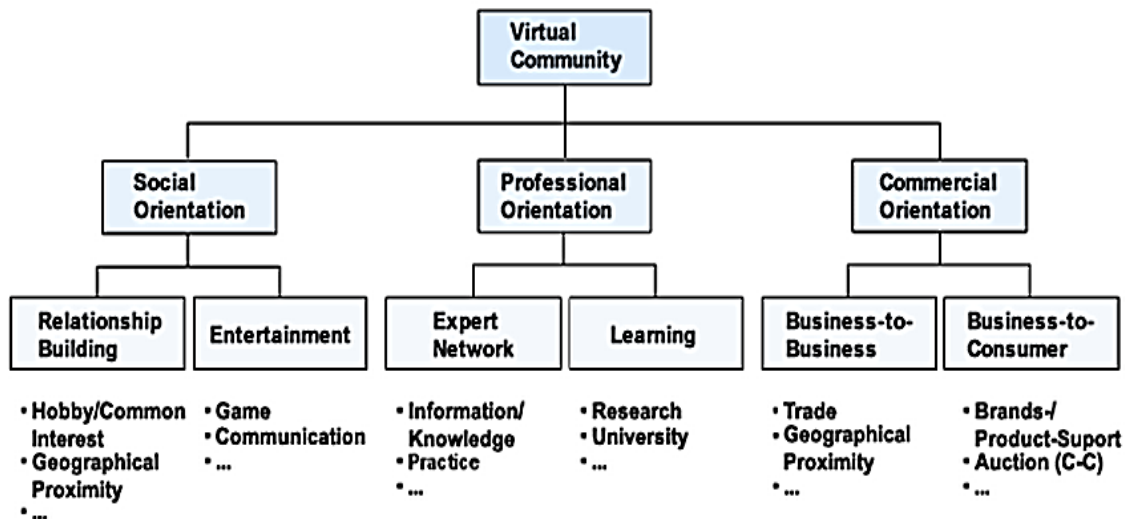 Virtual
Community
Social
Orientation
Professional
Orientation
Commercial
Orientation
Relationship
Building
Entertainment
Expert
Network
Learning
Business-to-
Business
Business-to-
Consumer
• Hobby/Common
Interest
• Geographical
Proximity
• ...
• Game
• Communication
• ...
• Information/
Knowledge
• Practice
• ...
• Research
• University
• ...
• Trade
• Geographical
Proximity
• ...
• Brands-/
Product-Suport
• Auction (C-C)
• ...